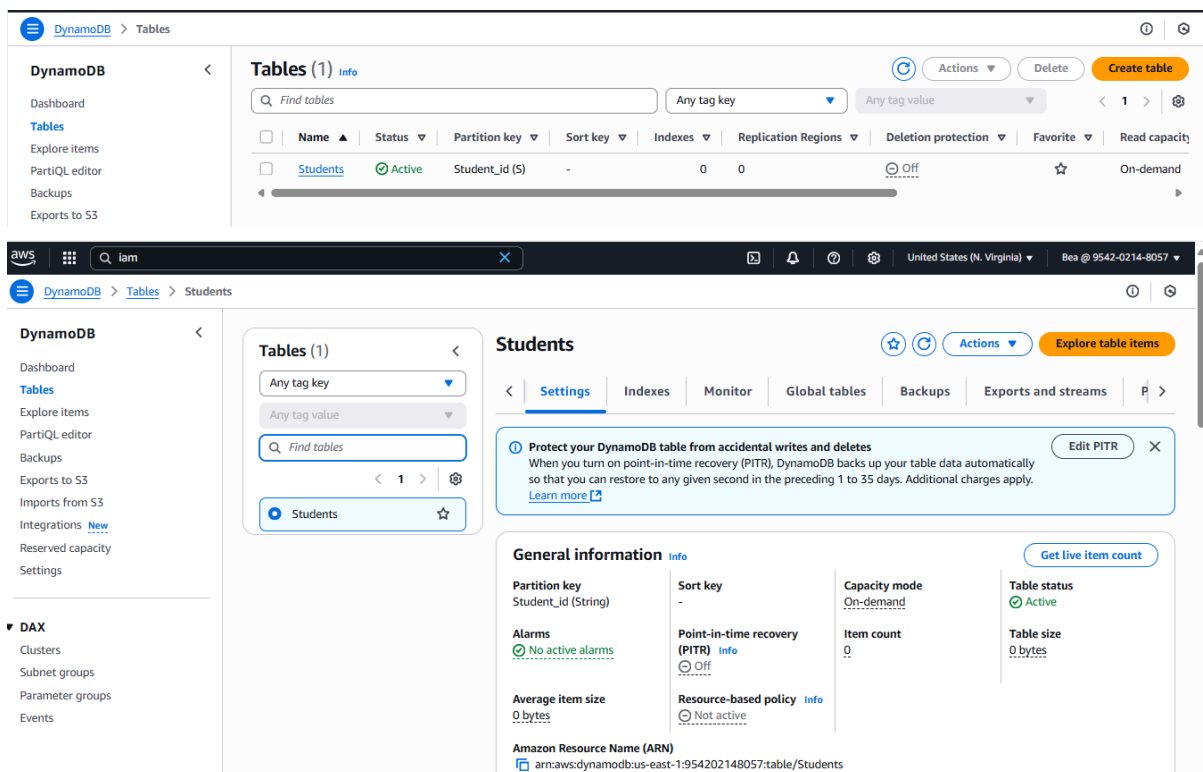 DynamoDB > Tables
DynamoDB
Dashboard
Tables
Explore items
PartiQL editor
Backups
Exports to S3
Tables (1) Info
Actions
Delete
Create table
Find tables
Any tag key
Any tag value
1
Name Status Partition key Sort key Indexes Replication Regions Deletion protection Favorite Read capacity
Students Active Student_id (S) - 0 0 Off On-demand
aws iam United States (N. Virginia) Bea @ 9542-0214-8057
DynamoDB > Tables > Students
DynamoDB
Dashboard
Tables
Explore items
PartiQL editor
Backups
Exports to S3
Imports from S3
Integrations New
Reserved capacity
Settings
DAX
Clusters
Subnet groups
Parameter groups
Events
Tables (1)
Any tag key
Any tag value
Find tables
1
Students
Students
Actions
Explore table items
Settings Indexes Monitor Global tables Backups Exports and streams
Protect your DynamoDB table from accidental writes and deletes
When you turn on point-in-time recovery (PITR), DynamoDB backs up your table data automatically
so that you can restore to any given second in the preceding 1 to 35 days. Additional charges apply.
Learn more
Edit PITR
General information Info
Get live item count
Partition key
Student_id (String)
Sort key
-
Capacity mode
On-demand
Table status
Active
Alarms
No active alarms
Point-in-time recovery
(PITR) Info
Off
Item count
0
Table size
0 bytes
Average item size
0 bytes
Resource-based policy Info
Not active
Amazon Resource Name (ARN)
arn:aws:dynamodb:us-east-1:954202148057:table/Students